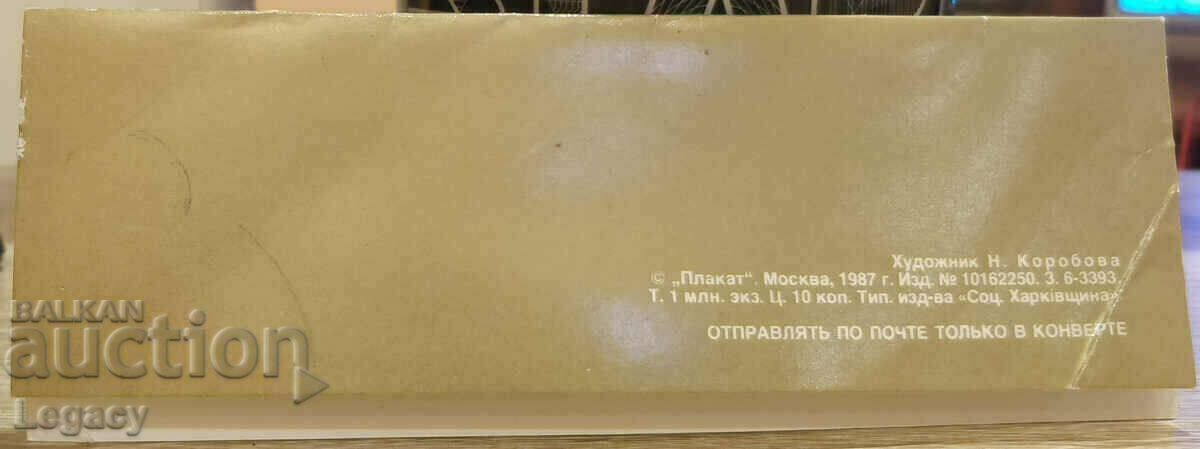 Художник Н. Коробова
© „Плакат". Москва, 1987 г. Изд. № 10162250. З. 6-3393.
Т. 1 млн. экз. Ц. 10 коп. Тип. изд-ва «Соц. Харкiвщина»
ОТПРАВЛЯТЬ ПО ПОЧТЕ ТОЛЬКО В КОНВЕРТЕ
BALKAN
auction
Legacy